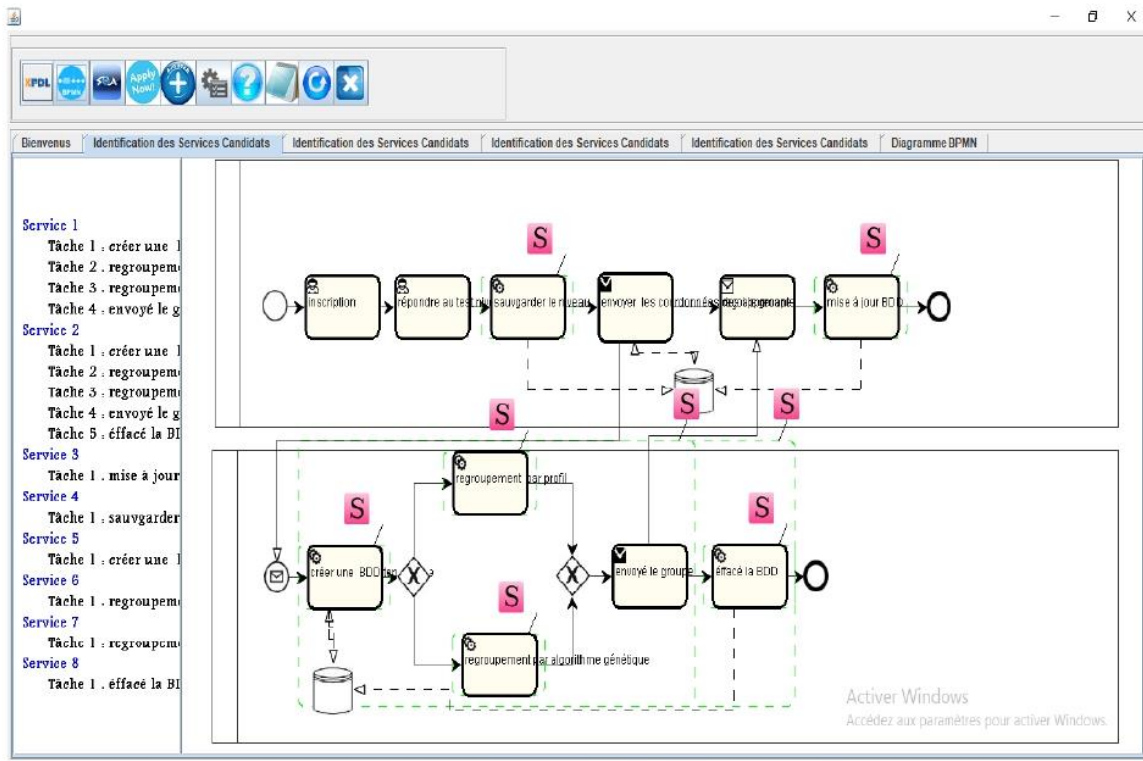 XPDL
BPMN
Apply
Now!
Bienvenus
Identification des Services Candidats
Identification des Services Candidats
Identification des Services Candidats
Identification des Services Candidats
Diagramme BPMN
Service 1
Tâche 1 : créer une
Tâche 2 . regroupem
Tâche 3 . regroupem
Tâche 4 : envoyé le g
Service 2
Tâche 1 : créer une
Tâche 2 : regroupem
Tâche 3 . regroupem
Tâche 4 : envoyé le g
Tâche 5 : éffacé la BI
Service 3
Tâche 1 . mise à jour
Service 4
Tâche 1 : sauvgarder
Service 5
Tâche 1 : créer une
Service 6
Tâche 1 . regroupem
Service 7
Tâche 1 : regroupem
Service 8
Tâche 1 . éffacé la BI
S
S
inscription
répondre au test
sauvgarder le niveau
envoyer les cordonnées
mise à jour BDD
S
S
S
regroupement par profil
S
S
créer une BDD
X
X
envoyé le groupe
éffacé la BDD
S
regroupement par algorithme génétique
Activer Windows
Accédez aux paramètres pour activer Windows.